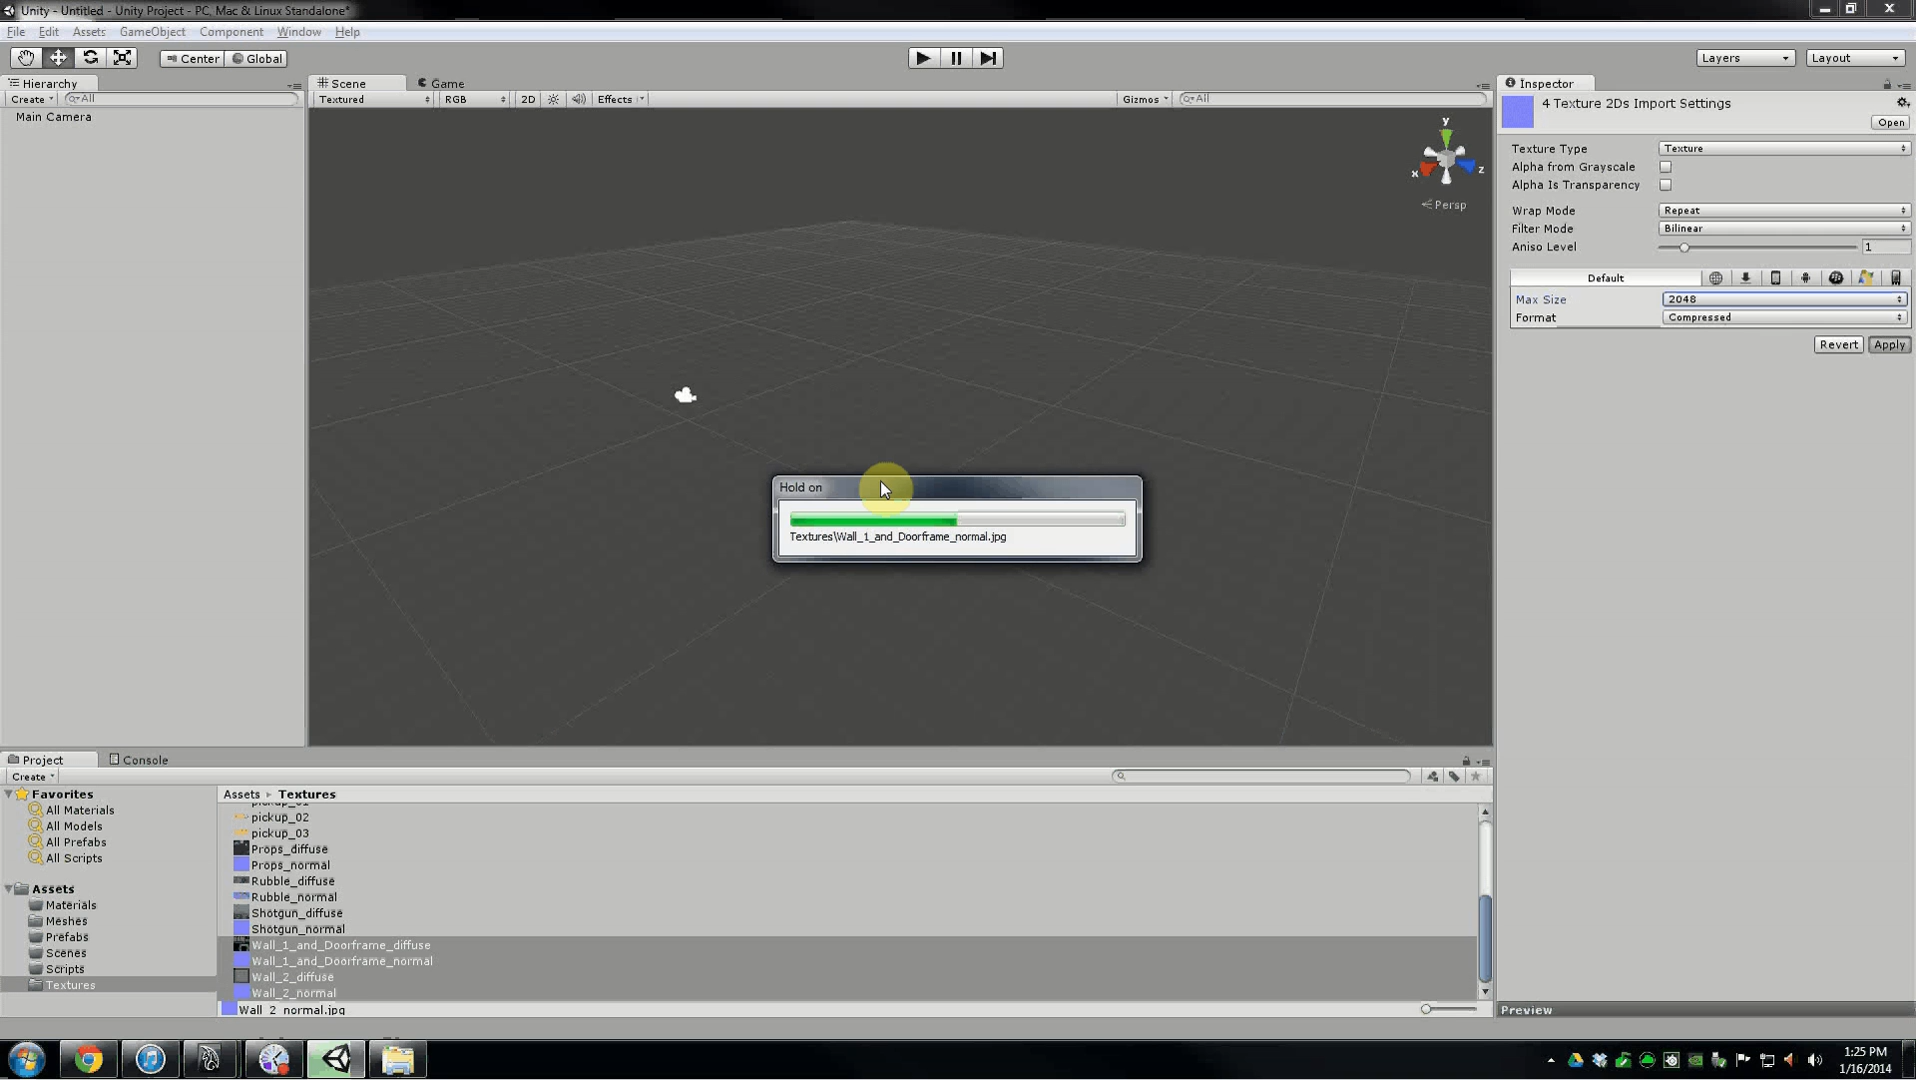 Unity - Untitled - Unity Project - PC, Mac & Linux Standalone*
File Edit Assets GameObject Component Window Help
Center Global
Layers
Layout
Hierarchy
Create All
Main Camera
Scene Game
Textured RGB 2D Effects
Gizmos All
y
x
z
Persp
Hold on
Textures\Wall_1_and_Doorframe_normal.jpg
Inspector
4 Texture 2Ds Import Settings
Open
Texture Type Texture
Alpha from Grayscale
Alpha Is Transparency
Wrap Mode Repeat
Filter Mode Bilinear
Aniso Level 1
Default
Max Size 2048
Format Compressed
Revert Apply
Project Console
Create
Favorites
All Materials
All Models
All Prefabs
All Scripts
Assets
Materials
Meshes
Prefabs
Scenes
Scripts
Textures
Assets Textures
pickup_01
pickup_02
pickup_03
Props_diffuse
Props_normal
Rubble_diffuse
Rubble_normal
Shotgun_diffuse
Shotgun_normal
Wall_1_and_Doorframe_diffuse
Wall_1_and_Doorframe_normal
Wall_2_diffuse
Wall_2_normal
Wall_2_normal.jpg
Preview
1:25 PM
1/16/2014